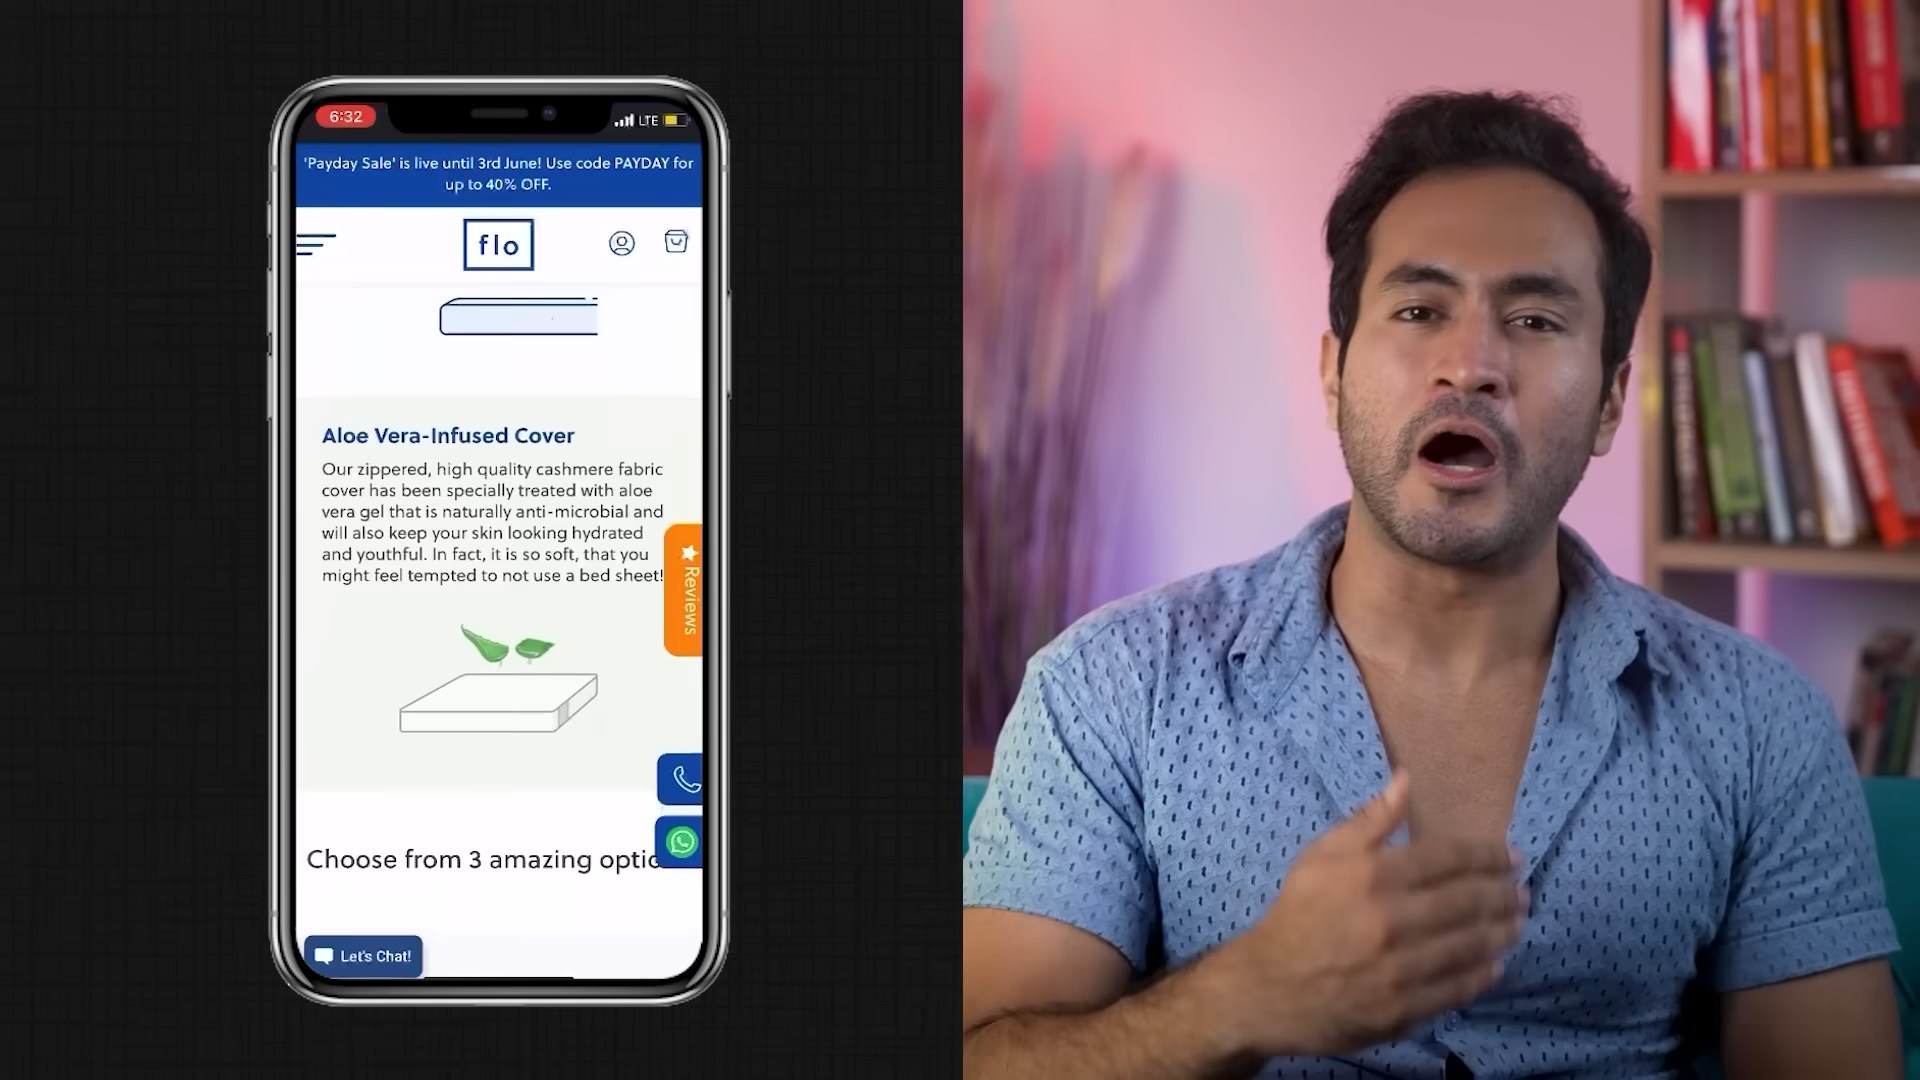 6:32
LTE
'Payday Sale' is live until 3rd June! Use code PAYDAY for
up to 40% OFF.
flo
Aloe Vera-Infused Cover
Our zippered, high quality cashmere fabric
cover has been specially treated with aloe
vera gel that is naturally anti-microbial and
will also keep your skin looking hydrated
and youthful. In fact, it is so soft, that you
might feel tempted to not use a bed sheet!
Reviews
Choose from 3 amazing optio
Let's Chat!